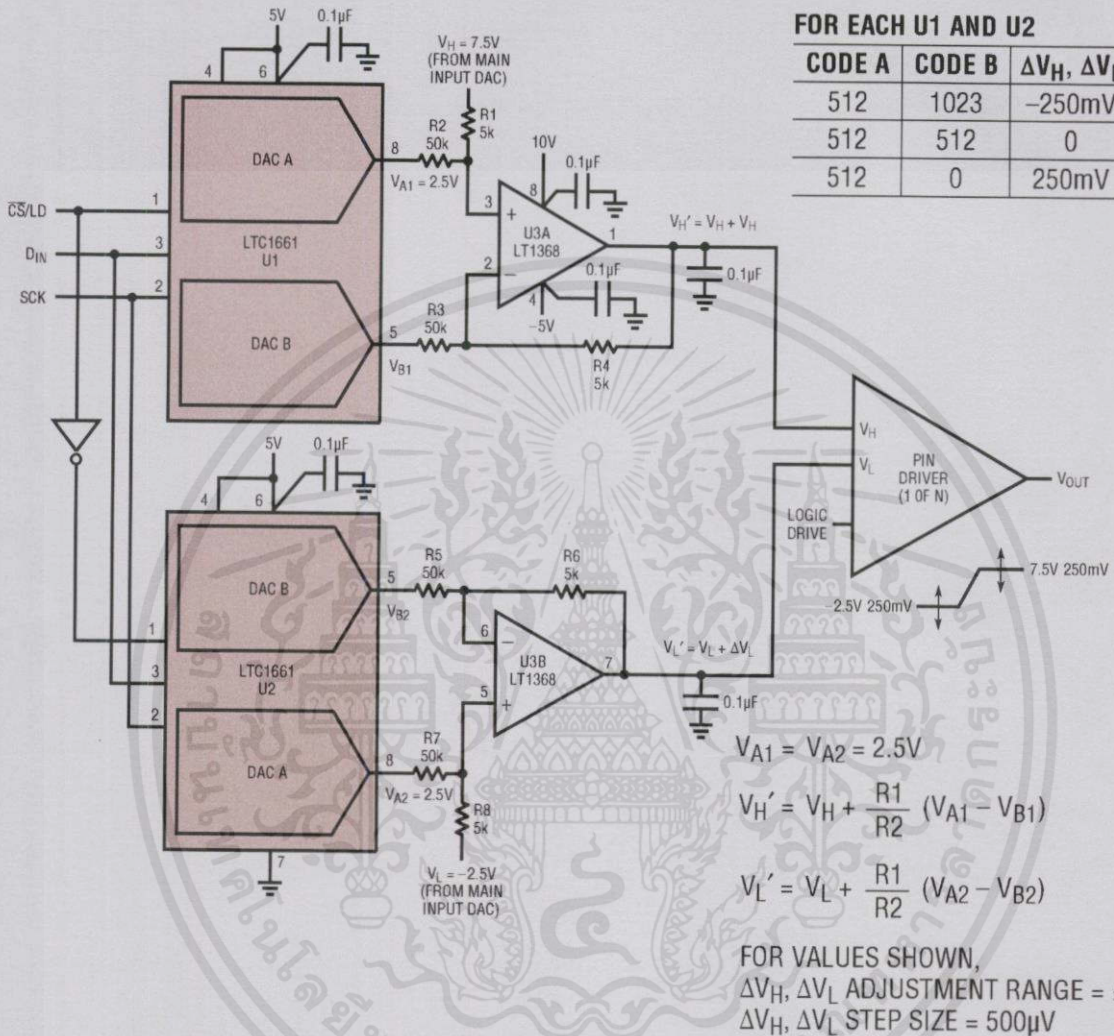 FOR EACH U1 AND U2
CODE A CODE B ΔV_H, ΔV
512 1023 –250mV
512 512 0
512 0 250mV
5V
0.1µF
4
6
V_H = 7.5V
(FROM MAIN
INPUT DAC)
R1
5k
R2
50k
DAC A
8
V_A1 = 2.5V
10V
0.1µF
8
3
+
U3A
LT1368
1
V_H′ = V_H + V_H
0.1µF
2
–
4
–5V
0.1µF
C̅S̅/LD
1
D_IN
3
LTC1661
U1
SCK
2
DAC B
5
V_B1
R3
50k
R4
5k
V_H
V_L
PIN
DRIVER
(1 OF N)
V_OUT
LOGIC
DRIVE
7.5V 250mV
–2.5V 250mV
5V
0.1µF
4
6
DAC B
5
V_B2
R5
50k
R6
5k
1
3
2
LTC1661
U2
6
–
U3B
LT1368
7
5
+
V_L′ = V_L + ΔV_L
0.1µF
DAC A
8
V_A2 = 2.5V
R7
50k
R8
5k
7
V_L = –2.5V
(FROM MAIN
INPUT DAC)
V_A1 = V_A2 = 2.5V
V_H′ = V_H + R1/R2 (V_A1 – V_B1)
V_L′ = V_L + R1/R2 (V_A2 – V_B2)
FOR VALUES SHOWN,
ΔV_H, ΔV_L ADJUSTMENT RANGE =
ΔV_H, ΔV_L STEP SIZE = 500µV